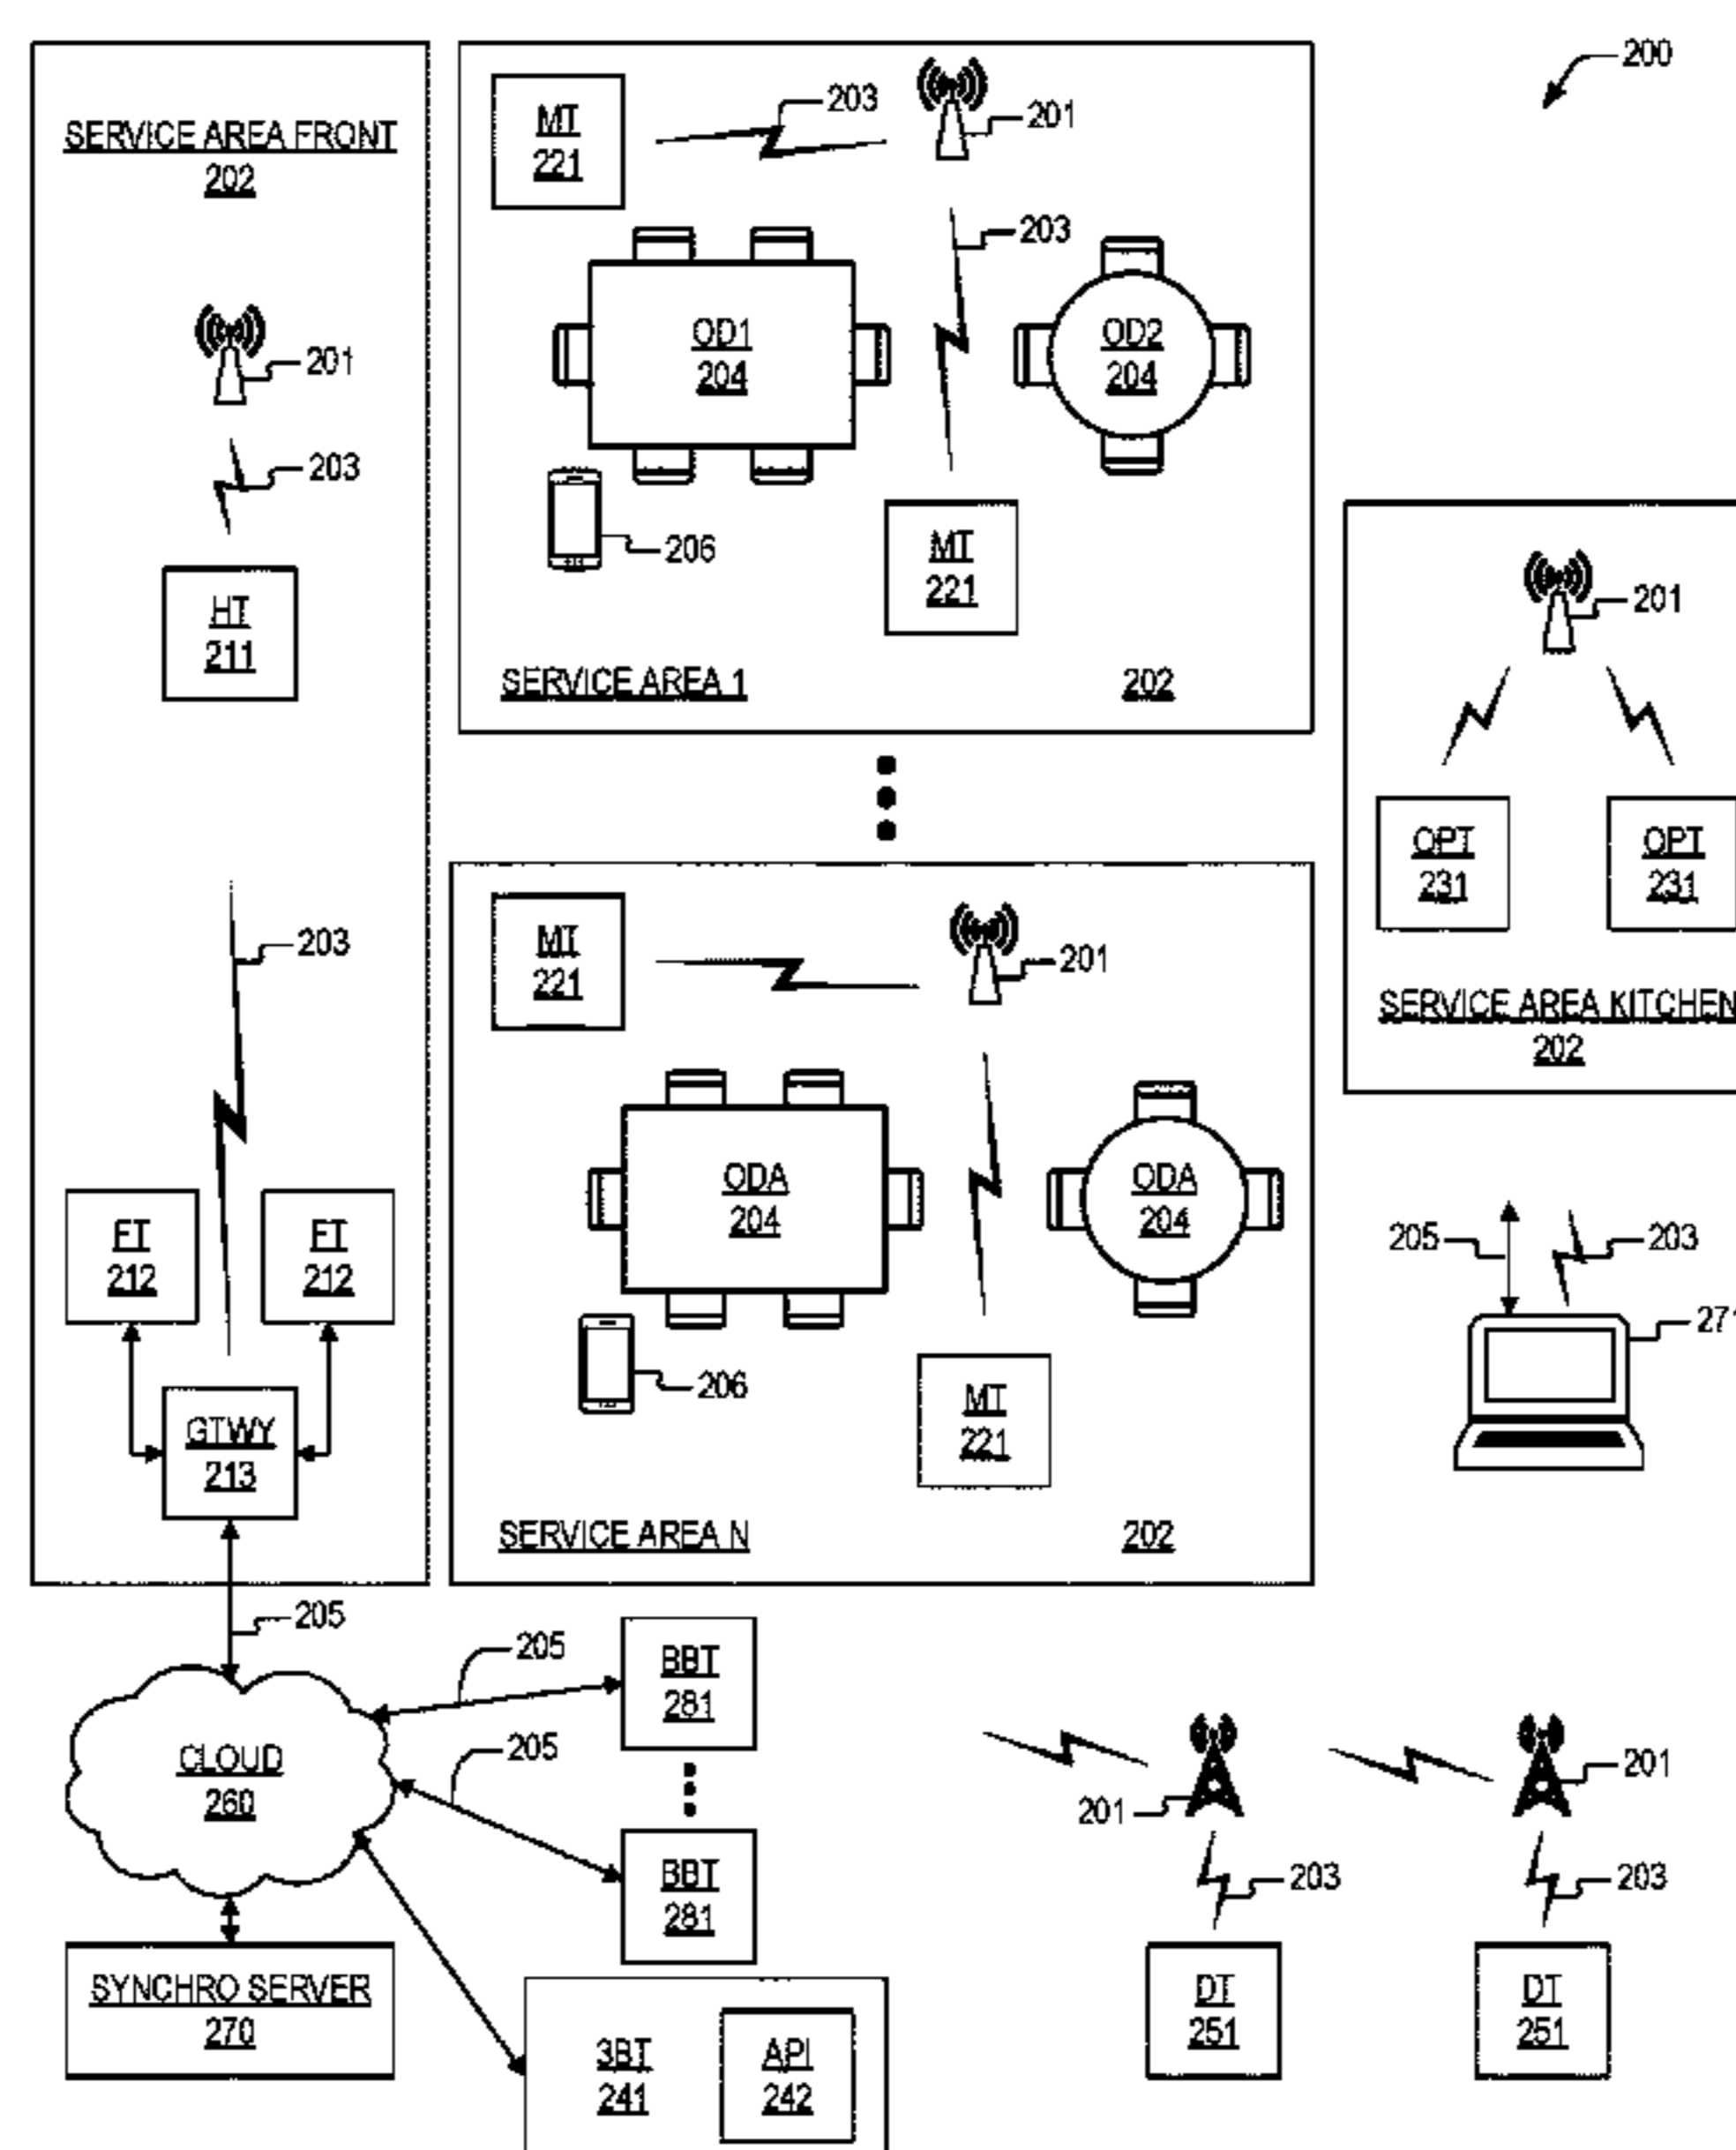 200
SERVICE AREA FRONT
202
201
203
HT
211
203
FT
212
FT
212
GTWY
213
205
MT
221
203
201
203
OD1
204
OD2
204
206
MT
221
SERVICE AREA 1
202
MT
221
201
ODA
204
ODA
204
206
MT
221
SERVICE AREA N
202
201
OPT
231
OPT
231
SERVICE AREA KITCHEN
202
205
203
271
CLOUD
260
205
BBT
281
205
BBT
281
SYNCHRO SERVER
270
3BT
241
API
242
201
201
203
203
DT
251
DT
251